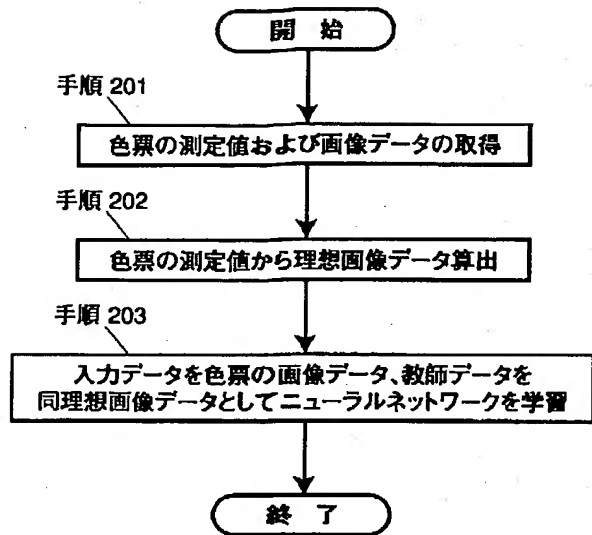 開 始
手順 201
色票の測定値および画像データの取得
手順 202
色票の測定値から理想画像データ算出
手順 203
入力データを色票の画像データ、教師データを
同理想画像データとしてニューラルネットワークを学習
終 了